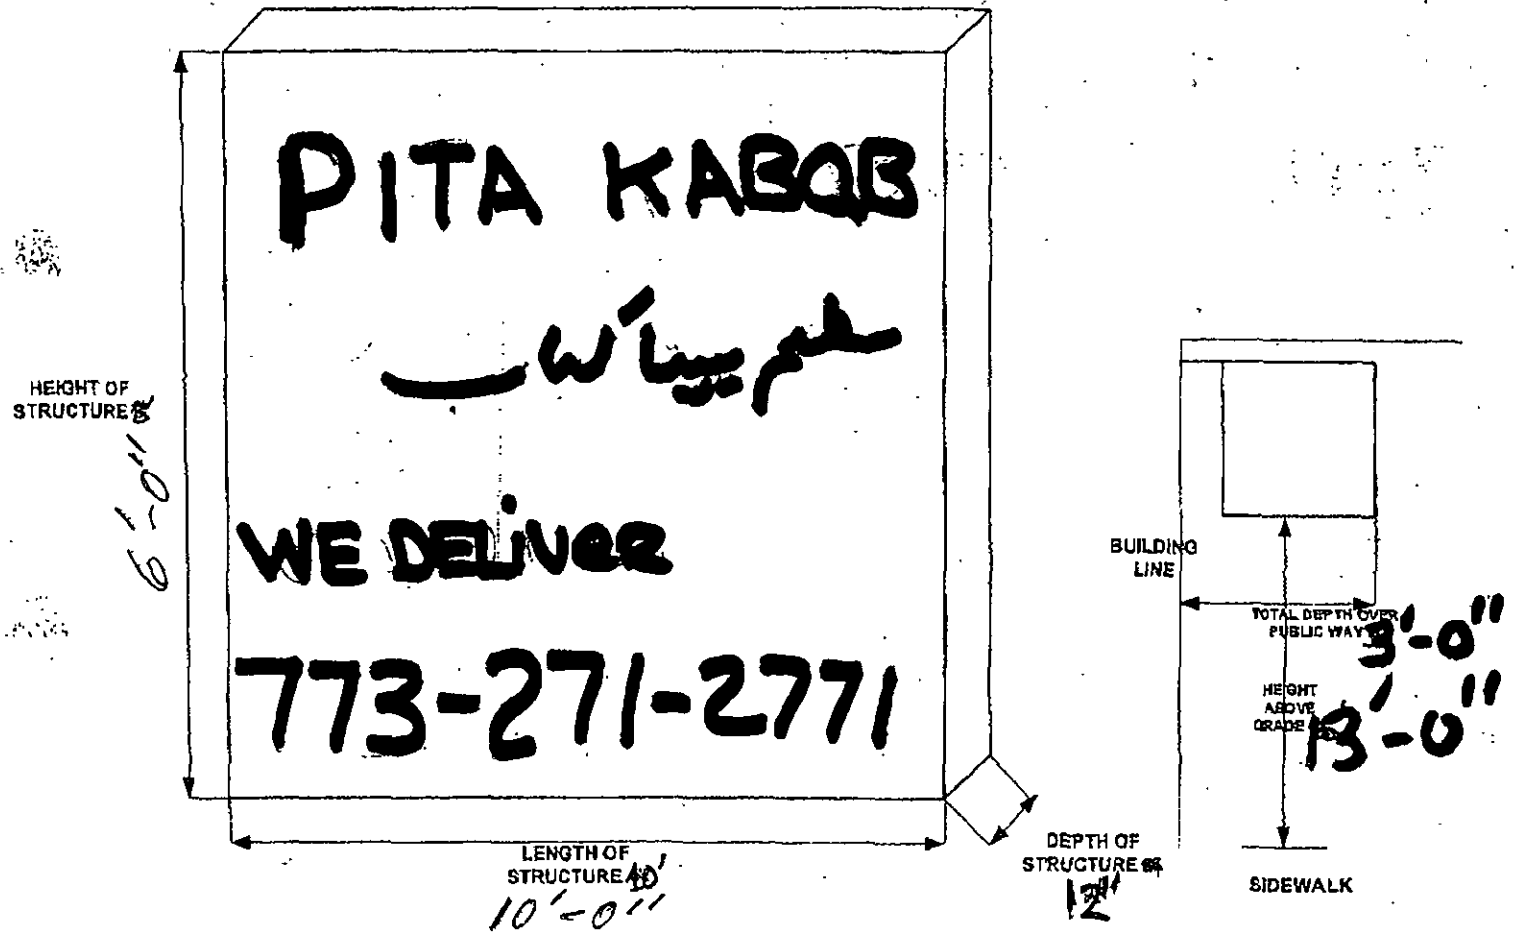 PITA KABOB
WE DELiVeR
773-271-2771
HEIGHT OF
STRUCTURE
6'-0"
LENGTH OF
STRUCTURE 10'
10'-0"
DEPTH OF
STRUCTURE
12"
BUILDING
LINE
TOTAL DEPTH OVER
PUBLIC WAY
3'-0"
HEIGHT
ABOVE
GRADE
13'-0"
SIDEWALK